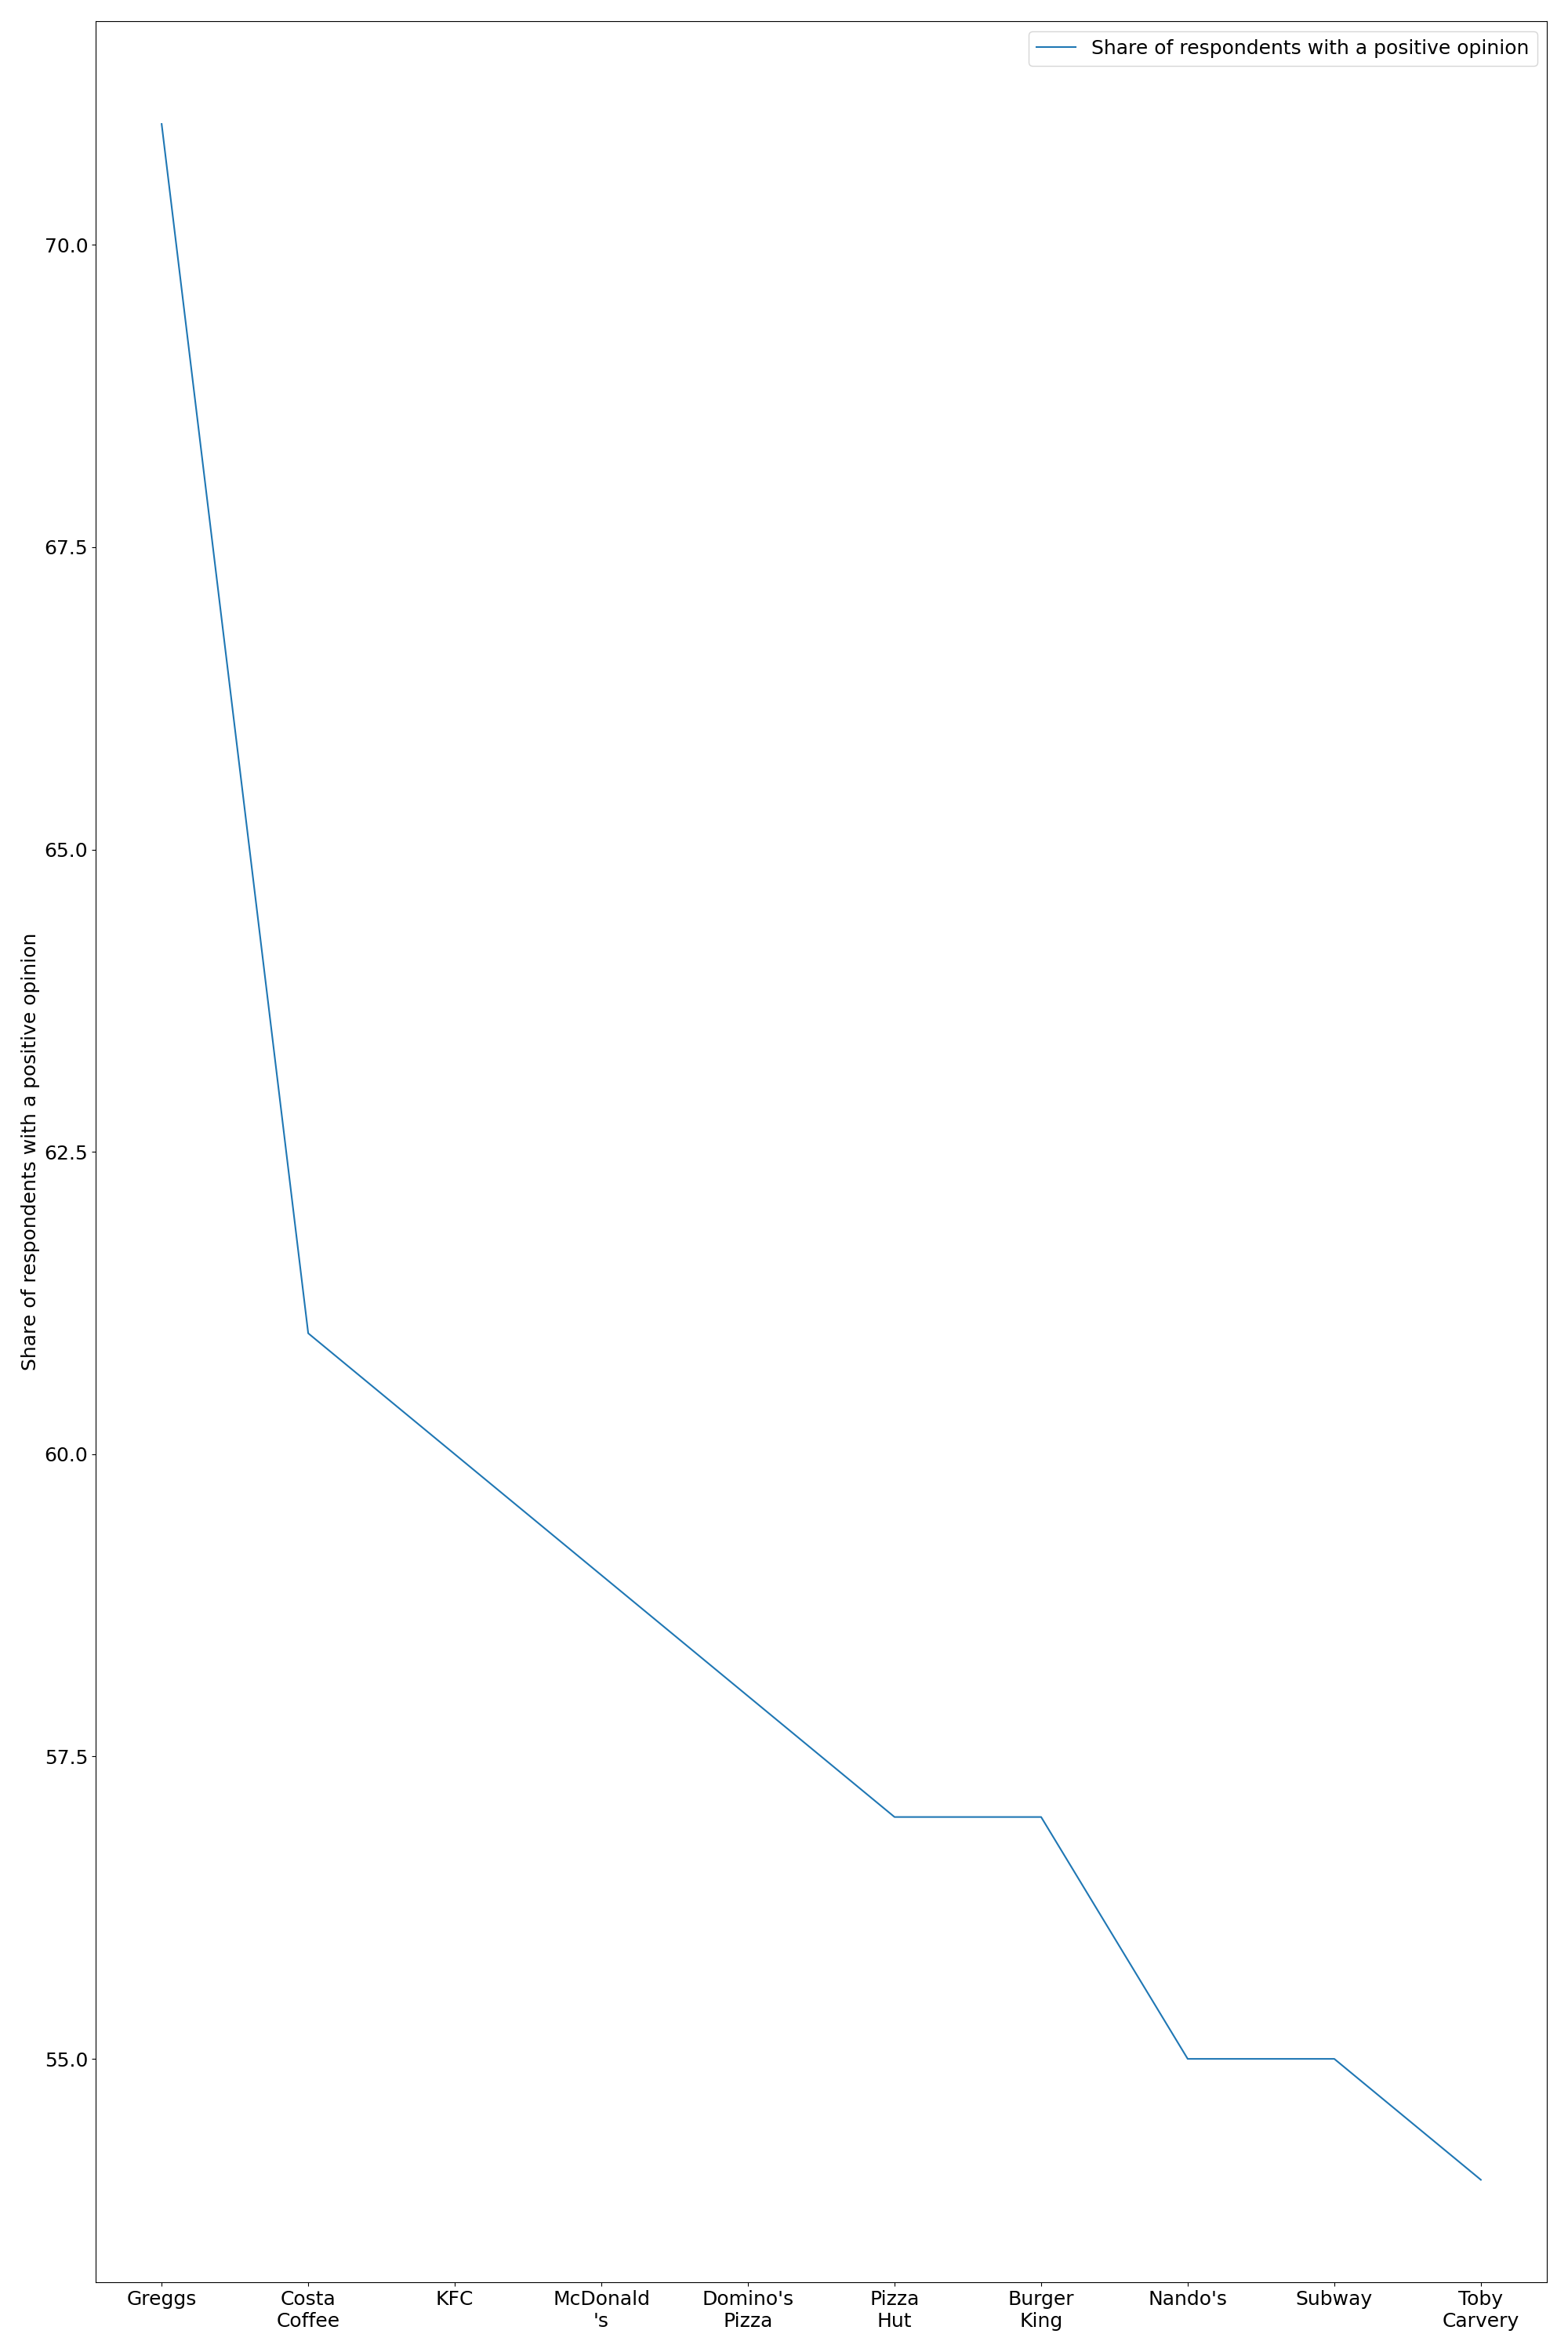 Share of respondents with a positive opinion
70.0
67.5
65.0
62.5
60.0
57.5
55.0
Share of respondents with a positive opinion
Greggs
Costa
Coffee
KFC
McDonald
's
Domino's
Pizza
Pizza
Hut
Burger
King
Nando's
Subway
Toby
Carvery